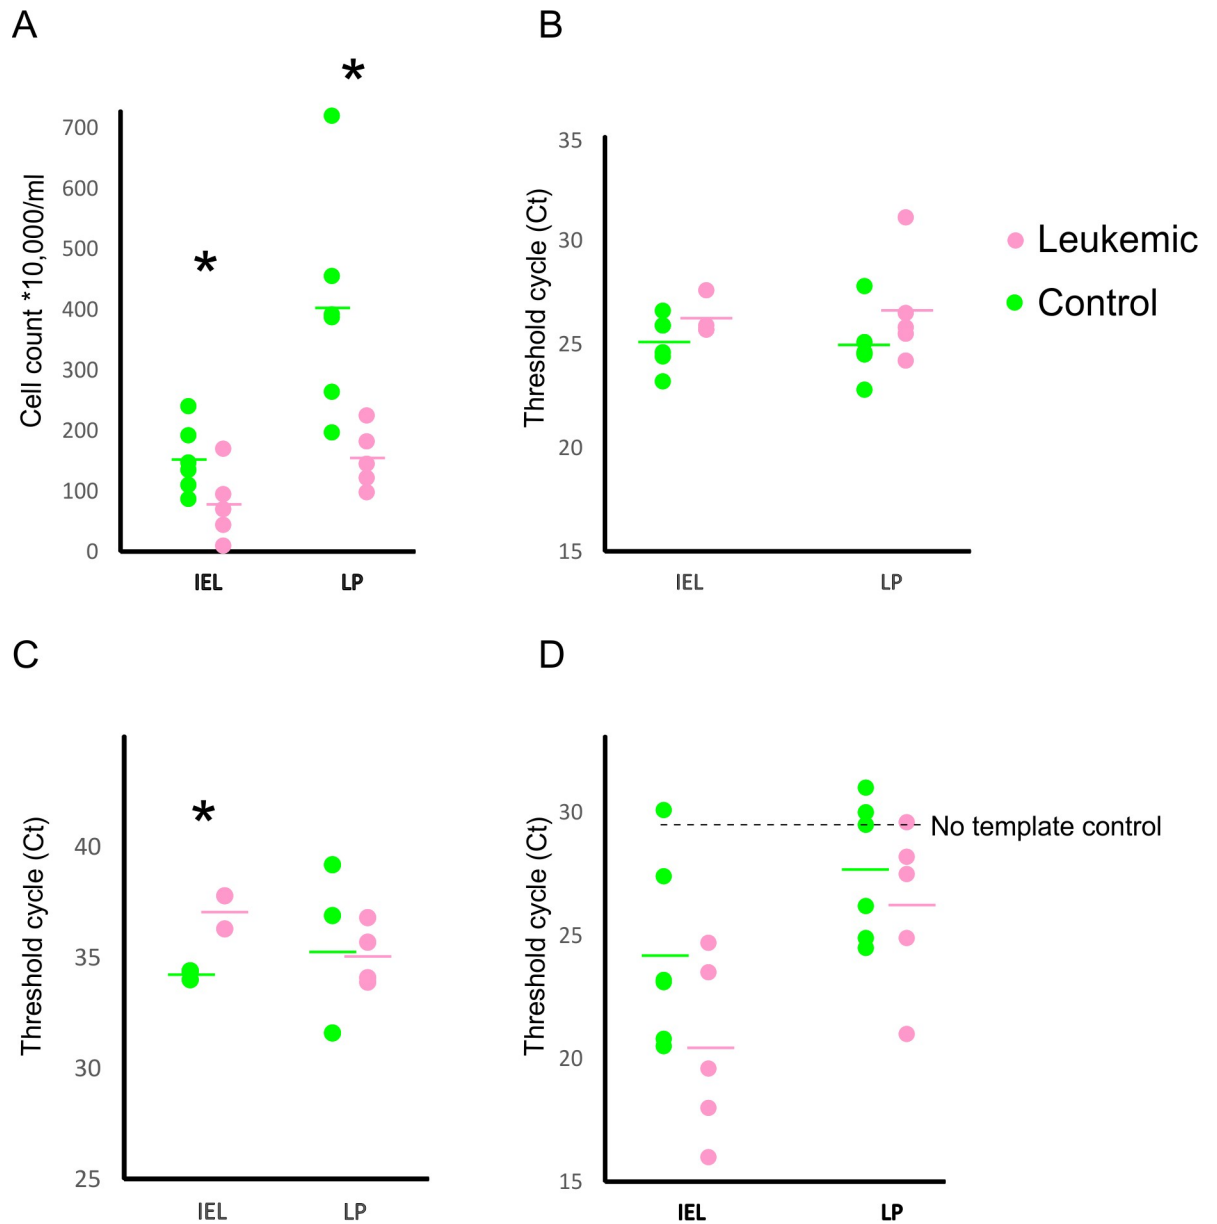 A
B
*
*
Cell count *10,000/ml
700
600
500
400
300
200
100
0
IEL
LP
Threshold cycle (Ct)
35
30
25
20
15
IEL
LP
Leukemic
Control
C
D
*
Threshold cycle (Ct)
40
35
30
25
IEL
LP
Threshold cycle (Ct)
30
25
20
15
No template control
IEL
LP